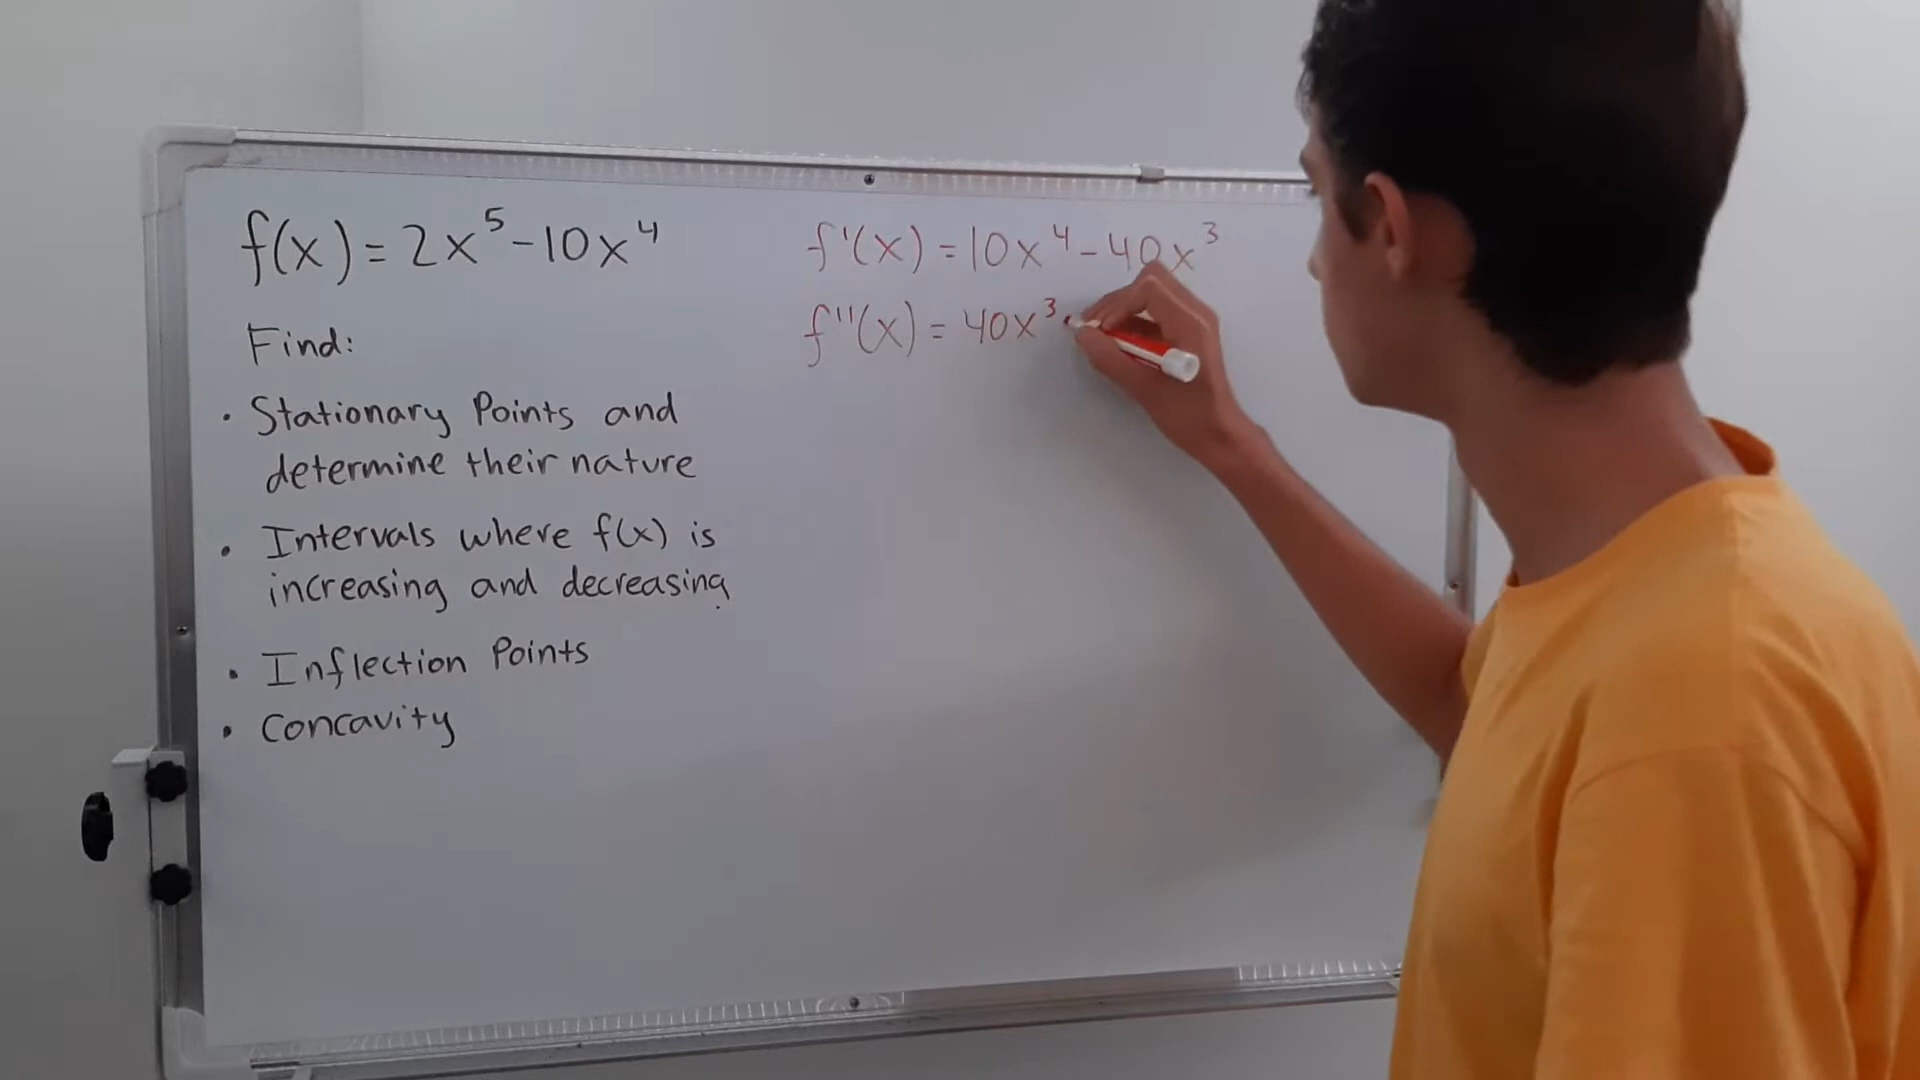 f(x) = 2x⁵ - 10x⁴
Find:
• Stationary Points and
determine their nature
• Intervals where f(x) is
increasing and decreasing
• Inflection Points
• Concavity
f'(x) = 10x⁴ - 40x³
f''(x) = 40x³